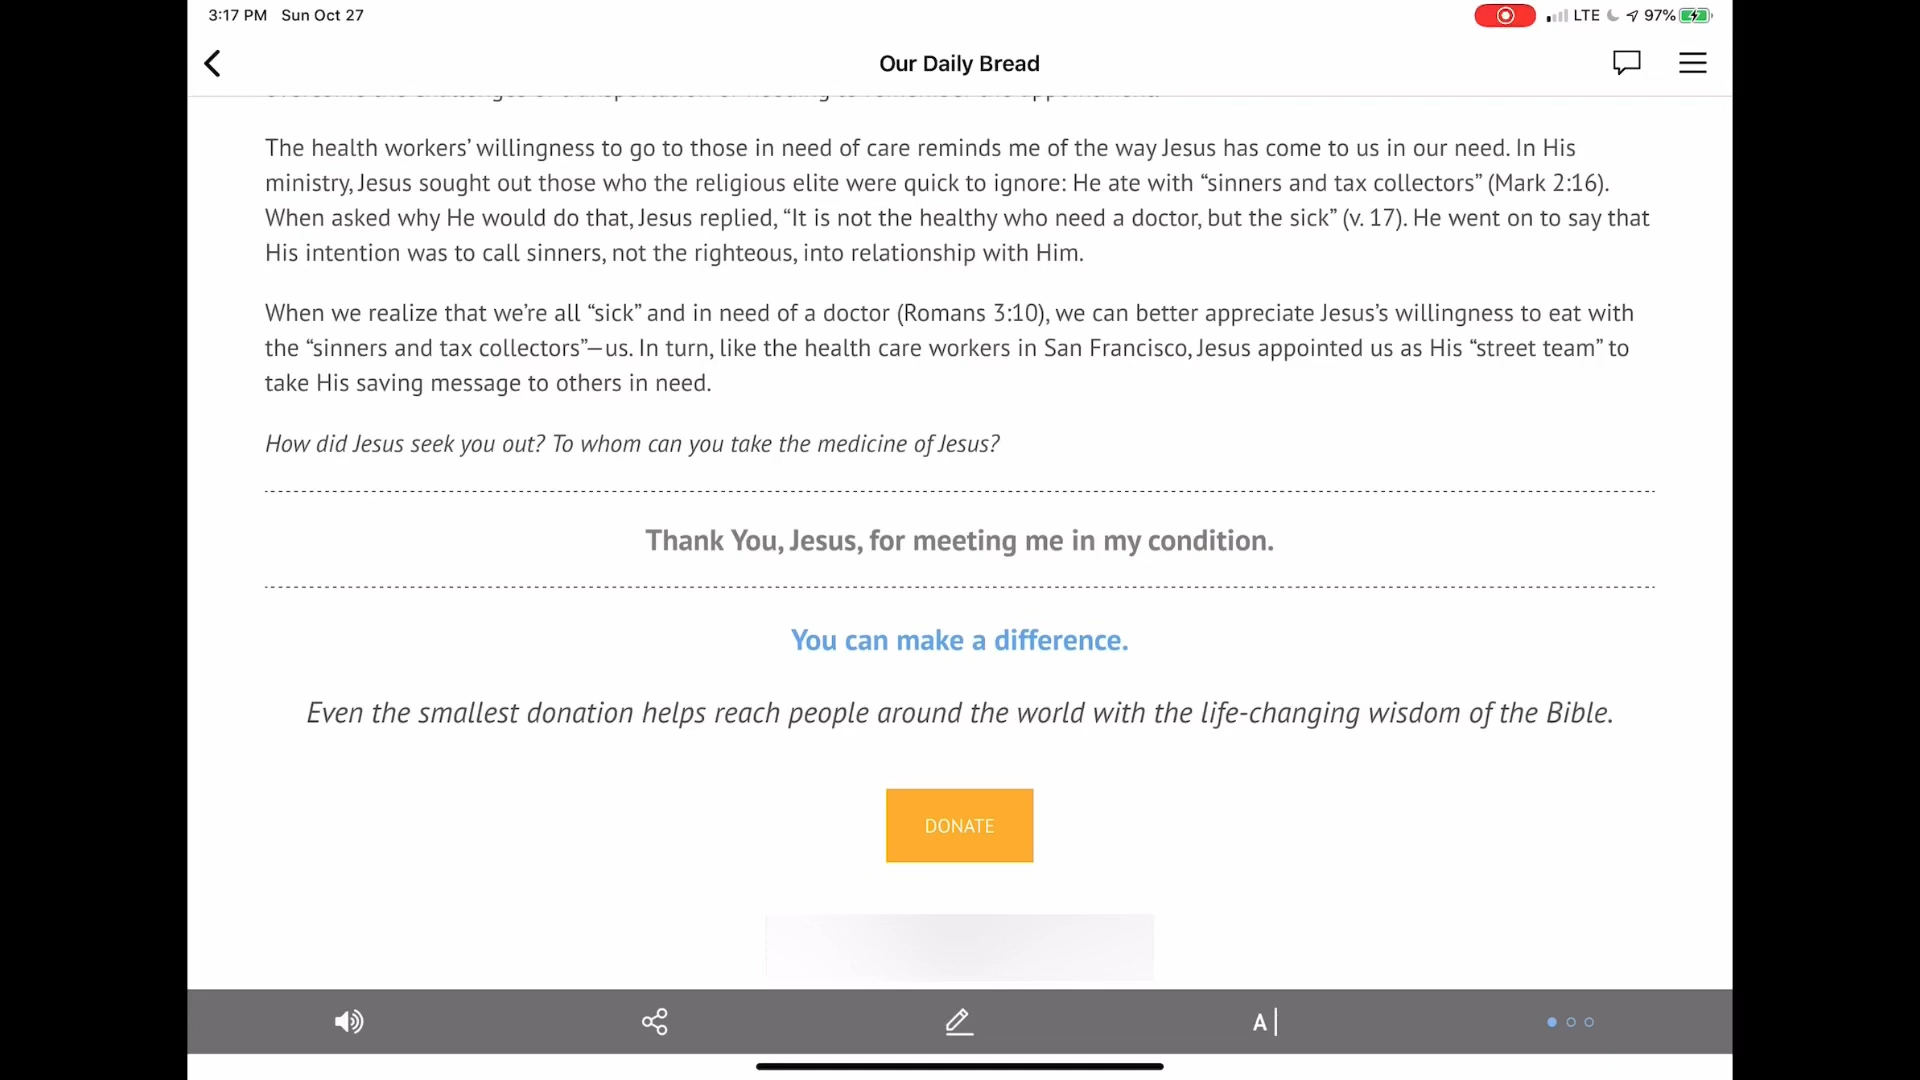 3:17 PM Sun Oct 27
LTE 97%
Our Daily Bread
The health workers’ willingness to go to those in need of care reminds me of the way Jesus has come to us in our need. In His
ministry, Jesus sought out those who the religious elite were quick to ignore: He ate with “sinners and tax collectors” (Mark 2:16).
When asked why He would do that, Jesus replied, “It is not the healthy who need a doctor, but the sick” (v. 17). He went on to say that
His intention was to call sinners, not the righteous, into relationship with Him.
When we realize that we’re all “sick” and in need of a doctor (Romans 3:10), we can better appreciate Jesus’s willingness to eat with
the “sinners and tax collectors”—us. In turn, like the health care workers in San Francisco, Jesus appointed us as His “street team” to
take His saving message to others in need.
How did Jesus seek you out? To whom can you take the medicine of Jesus?
Thank You, Jesus, for meeting me in my condition.
You can make a difference.
Even the smallest donation helps reach people around the world with the life-changing wisdom of the Bible.
DONATE
A